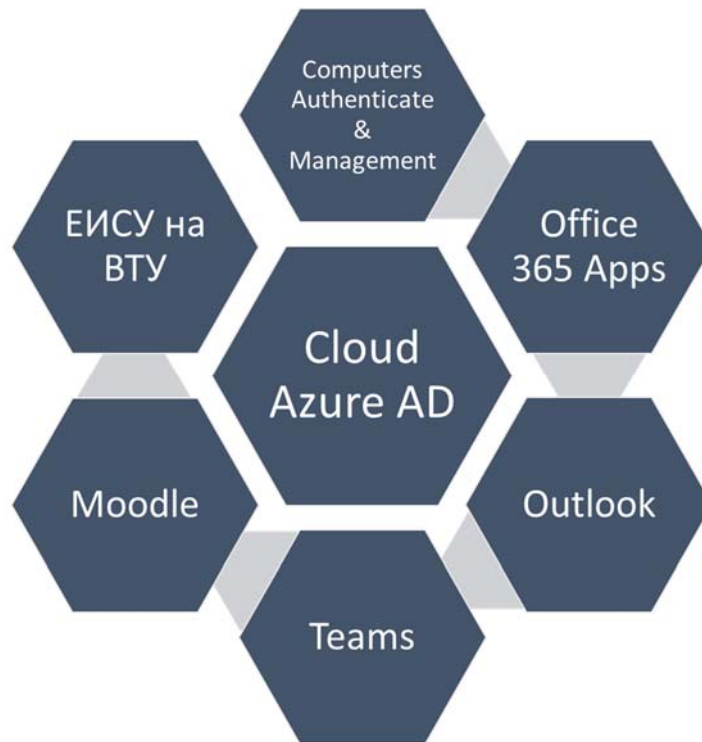 Computers
Authenticate
&
Management
ЕИСУ на
ВТУ
Office
365 Apps
Cloud
Azure AD
Moodle
Outlook
Teams